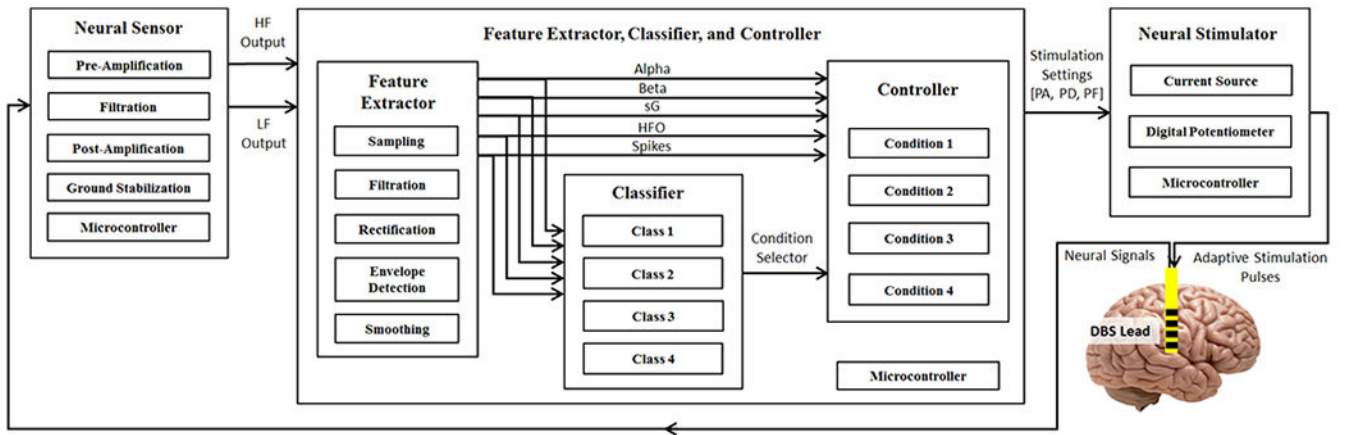 Neural Sensor
Pre-Amplification
Filtration
Post-Amplification
Ground Stabilization
Microcontroller
HF
Output
LF
Output
Feature Extractor, Classifier, and Controller
Feature
Extractor
Sampling
Filtration
Rectification
Envelope
Detection
Smoothing
Alpha
Beta
sG
HFO
Spikes
Classifier
Class 1
Class 2
Class 3
Class 4
Condition
Selector
Controller
Condition 1
Condition 2
Condition 3
Condition 4
Microcontroller
Stimulation
Settings
[PA, PD, PF]
Neural Stimulator
Current Source
Digital Potentiometer
Microcontroller
Neural Signals
Adaptive Stimulation
Pulses
DBS Lead